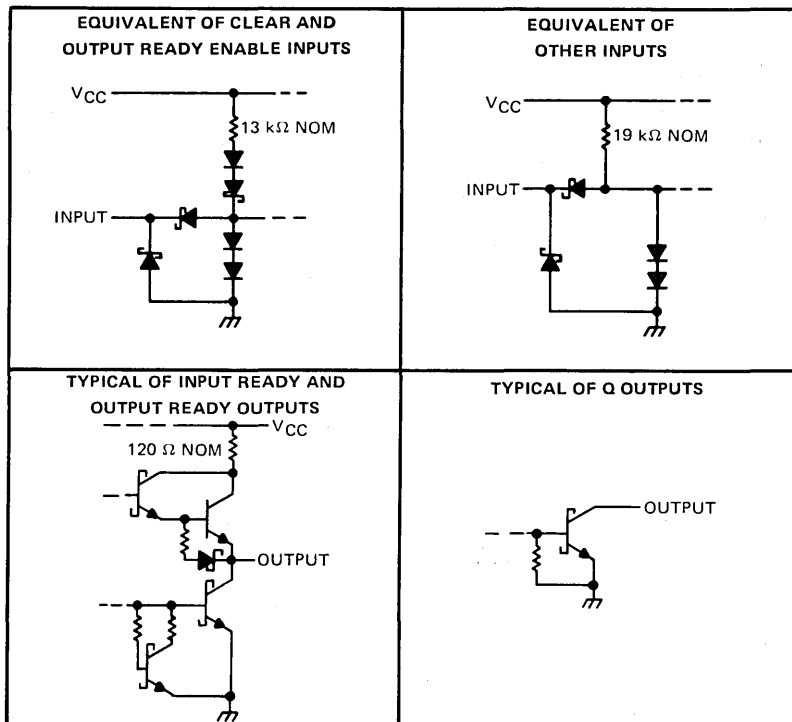 EQUIVALENT OF CLEAR AND
OUTPUT READY ENABLE INPUTS
VCC
13 kΩ NOM
INPUT
EQUIVALENT OF
OTHER INPUTS
VCC
19 kΩ NOM
INPUT
TYPICAL OF INPUT READY AND
OUTPUT READY OUTPUTS
VCC
120 Ω NOM
OUTPUT
TYPICAL OF Q OUTPUTS
OUTPUT